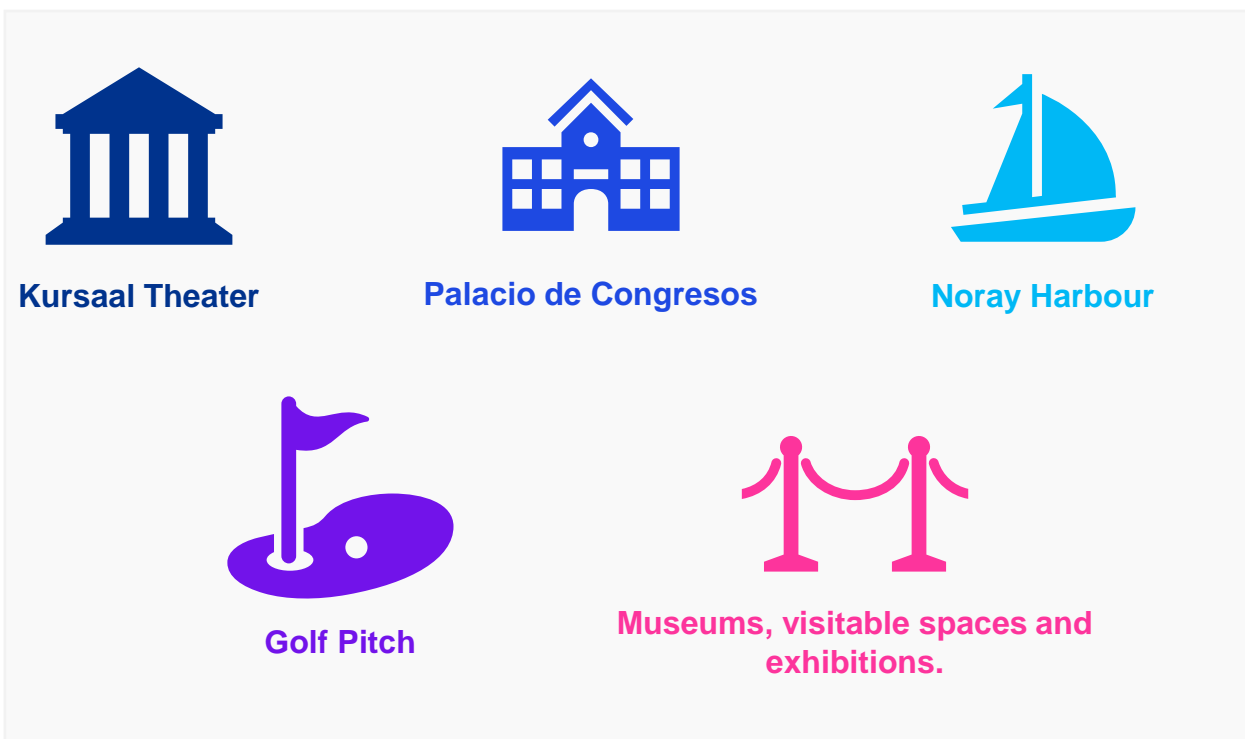 Kursaal Theater
Palacio de Congresos
Noray Harbour
Golf Pitch
Museums, visitable spaces and
exhibitions.